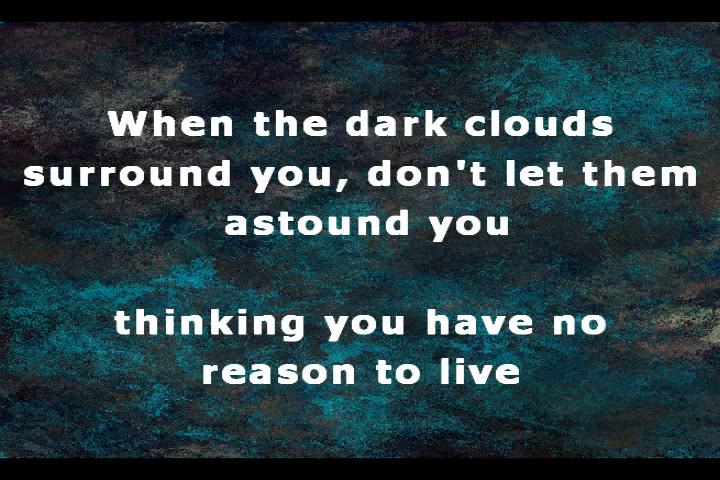 When the dark clouds
surround you, don't let them
astound you
thinking you have no
reason to live